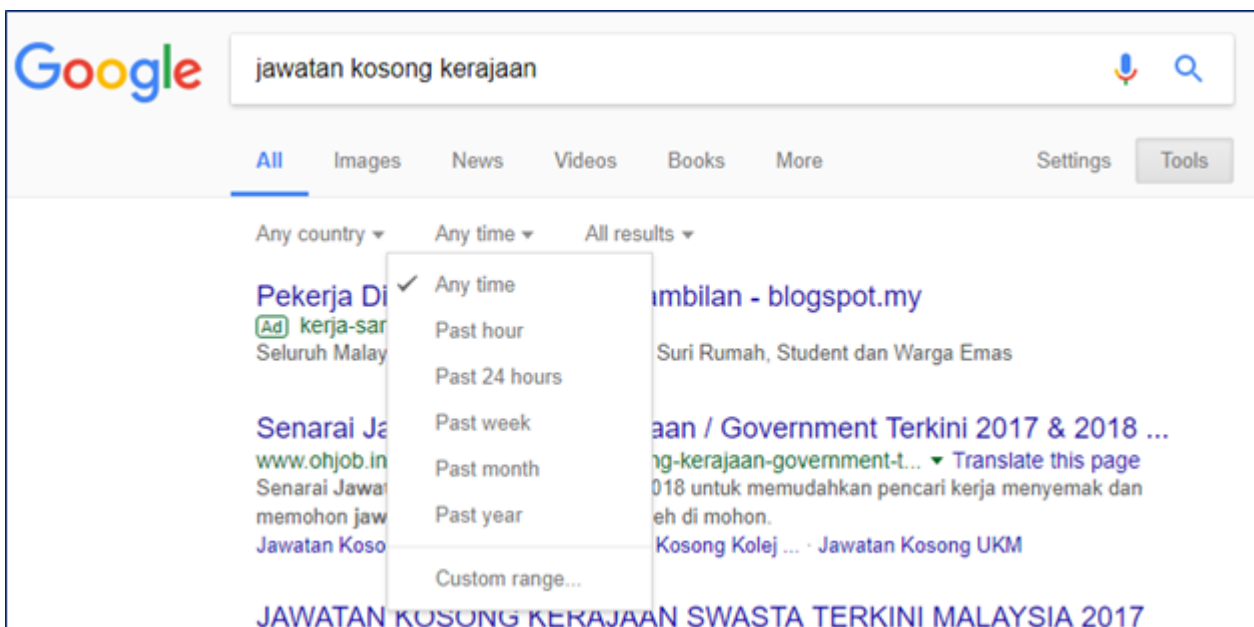 Google jawatan kosong kerajaan
All Images News Videos Books More Settings Tools
Any country Any time All results
Any time
Past hour
Past 24 hours
Past week
Past month
Past year
Custom range...
Pekerja Di ambilan - blogspot.my
Ad kerja-sar
Seluruh Malay Suri Rumah, Student dan Warga Emas
Senarai Ja aan / Government Terkini 2017 & 2018 ...
www.ohjob.in ng-kerajaan-government-t... Translate this page
Senarai Jawat 018 untuk memudahkan pencari kerja menyemak dan
memohon jaw eh di mohon.
Jawatan Koso Kosong Kolej ... · Jawatan Kosong UKM
JAWATAN KOSONG KERAJAAN SWASTA TERKINI MALAYSIA 2017